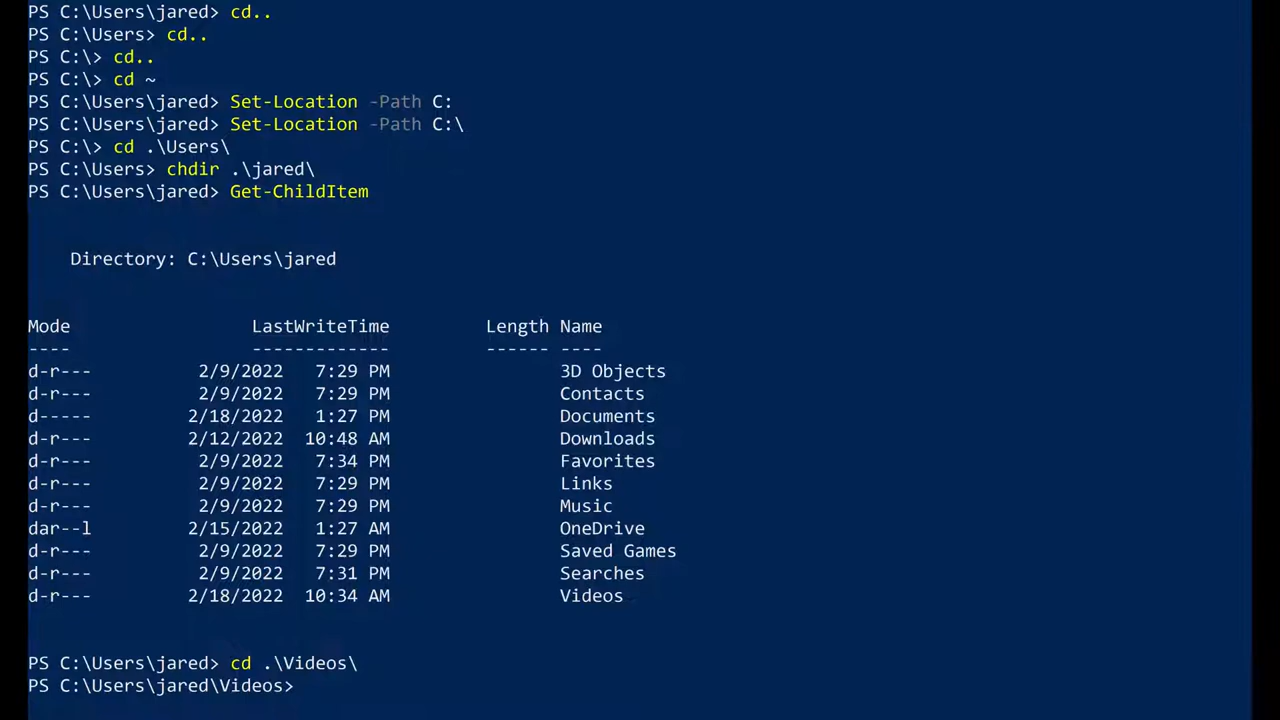 PS C:\Users\jared> cd..
PS C:\Users> cd..
PS C:\> cd..
PS C:\> cd ~
PS C:\Users\jared> Set-Location -Path C:
PS C:\Users\jared> Set-Location -Path C:\
PS C:\> cd .\Users\
PS C:\Users> chdir .\jared\
PS C:\Users\jared> Get-ChildItem
Directory: C:\Users\jared
Mode LastWriteTime Length Name
---- ------------- ------ ----
d-r--- 2/9/2022 7:29 PM 3D Objects
d-r--- 2/9/2022 7:29 PM Contacts
d----- 2/18/2022 1:27 PM Documents
d-r--- 2/12/2022 10:48 AM Downloads
d-r--- 2/9/2022 7:34 PM Favorites
d-r--- 2/9/2022 7:29 PM Links
d-r--- 2/9/2022 7:29 PM Music
dar--l 2/15/2022 1:27 AM OneDrive
d-r--- 2/9/2022 7:29 PM Saved Games
d-r--- 2/9/2022 7:31 PM Searches
d-r--- 2/18/2022 10:34 AM Videos
PS C:\Users\jared> cd .\Videos\
PS C:\Users\jared\Videos>